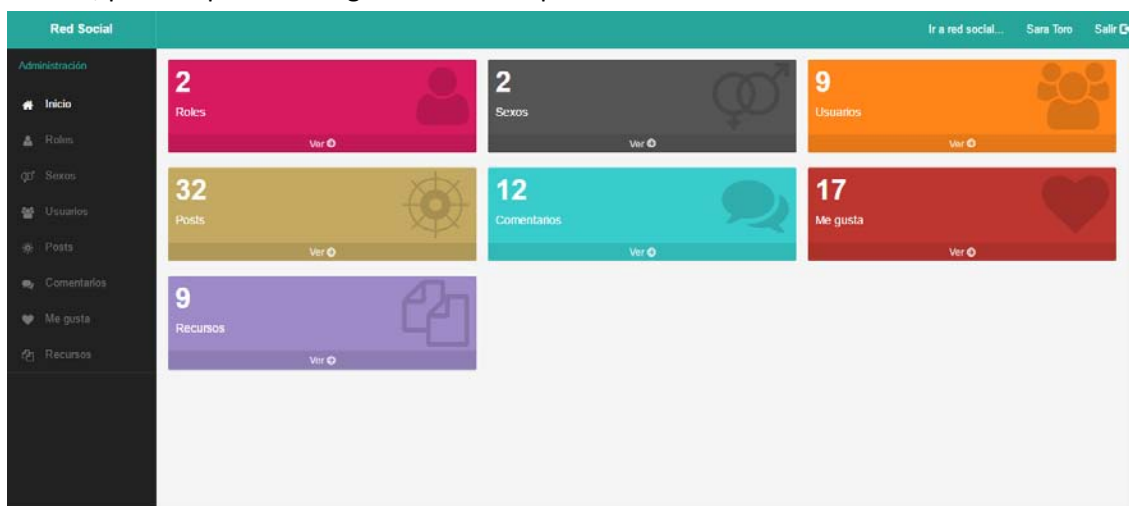 Red Social
Ir a red social... Sara Toro Salir
Administración
Inicio
Roles
Sexos
Usuarios
Posts
Comentarios
Me gusta
Recursos
2
Roles
Ver
2
Sexos
Ver
9
Usuarios
Ver
32
Posts
Ver
12
Comentarios
Ver
17
Me gusta
Ver
9
Recursos
Ver